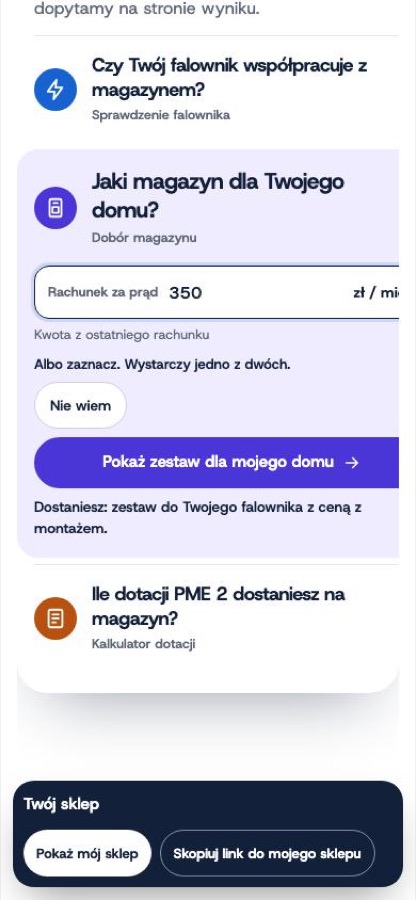 dopytamy na stronie wyniku.
Czy Twój falownik współpracuje z
magazynem?
Sprawdzenie falownika
Jaki magazyn dla Twojego
domu?
Dobór magazynu
Rachunek za prąd 350 zł /
Kwota z ostatniego rachunku
Albo zaznacz. Wystarczy jedno z dwóch.
Nie wiem
Pokaż zestaw dla mojego domu →
Dostaniesz: zestaw do Twojego falownika z ceną z
montażem.
Ile dotacji PME 2 dostaniesz na
magazyn?
Kalkulator dotacji
Twój sklep
Pokaż mój sklep
Skopiuj link do mojego sklepu